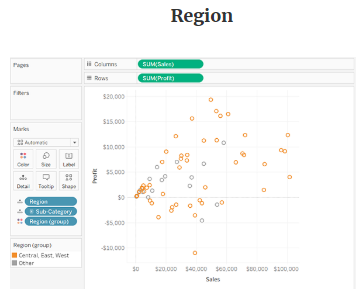 Region
Pages
Columns
SUM(Sales)
Rows
SUM(Profit)
Filters
Marks
Automatic
Color
Size
Label
Detail
Tooltip
Shape
Region
Sub-Category
Region (group)
Region (group)
Central, East, West
Other
Profit
$20,000
$15,000
$10,000
$5,000
$0
-$5,000
-$10,000
$0 $20,000 $40,000 $60,000 $80,000 $100,000
Sales